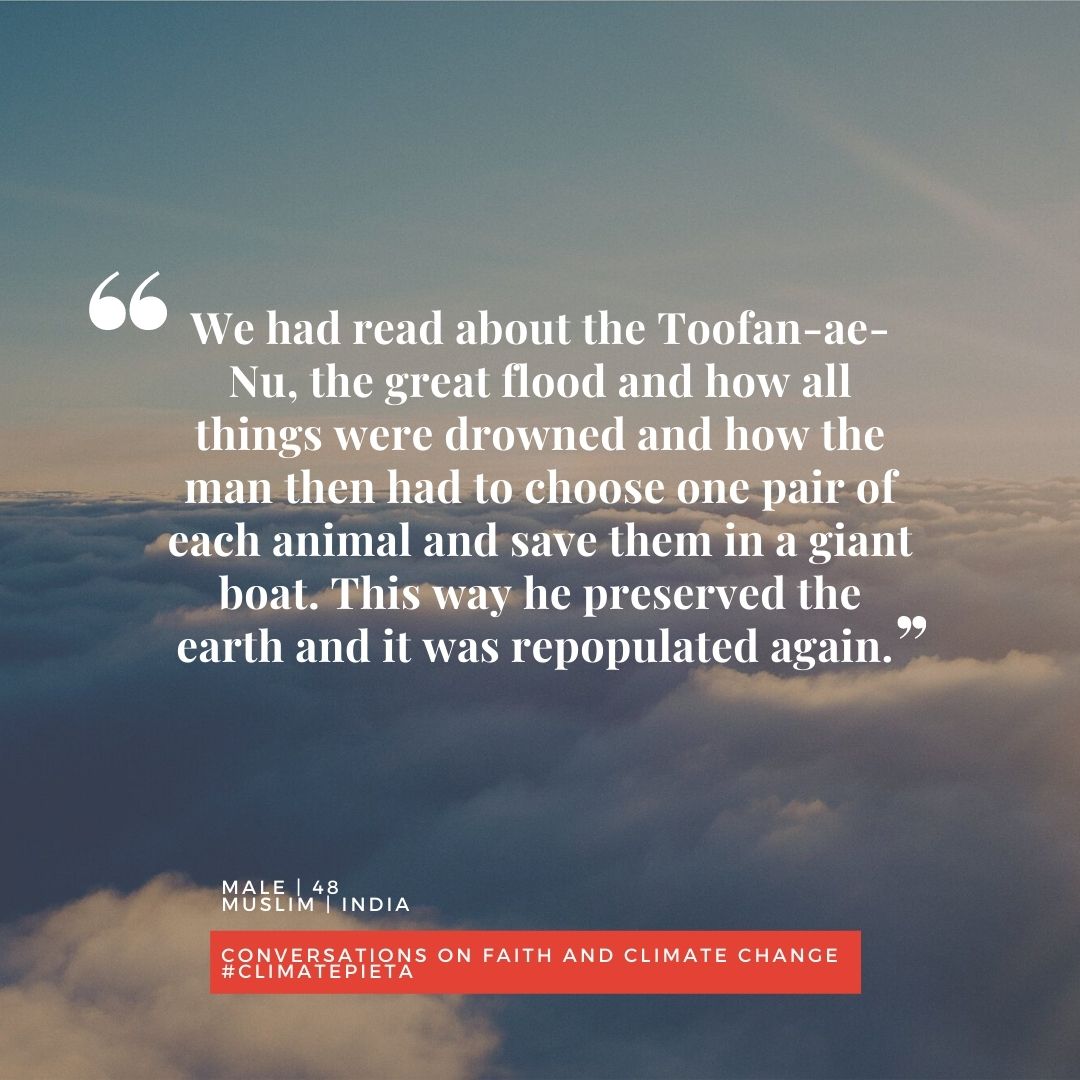 “ We had read about the Toofan-ae-
Nu, the great flood and how all
things were drowned and how the
man then had to choose one pair of
each animal and save them in a giant
boat. This way he preserved the
earth and it was repopulated again. ”
MALE | 48
MUSLIM | INDIA
CONVERSATIONS ON FAITH AND CLIMATE CHANGE
#CLIMATEPIETA